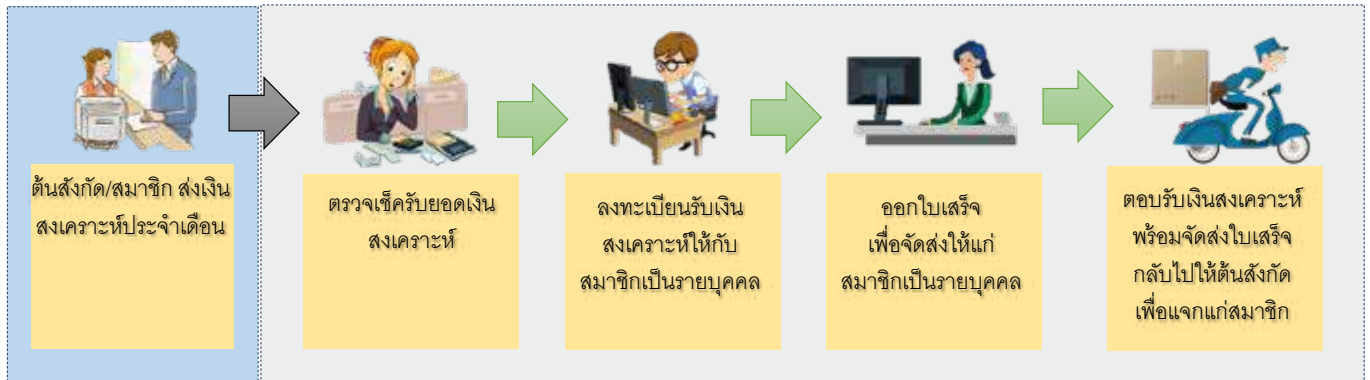 ต้นสังกัด/สมาชิก ส่งเงิน
สงเคราะห์ประจำเดือน
ตรวจเช็ครับยอดเงิน
สงเคราะห์
ลงทะเบียนรับเงิน
สงเคราะห์ให้กับ
สมาชิกเป็นรายบุคคล
ออกใบเสร็จ
เพื่อจัดส่งให้แก่
สมาชิกเป็นรายบุคคล
ตอบรับเงินสงเคราะห์
พร้อมจัดส่งใบเสร็จ
กลับไปให้ต้นสังกัด
เพื่อแจกแก่สมาชิก